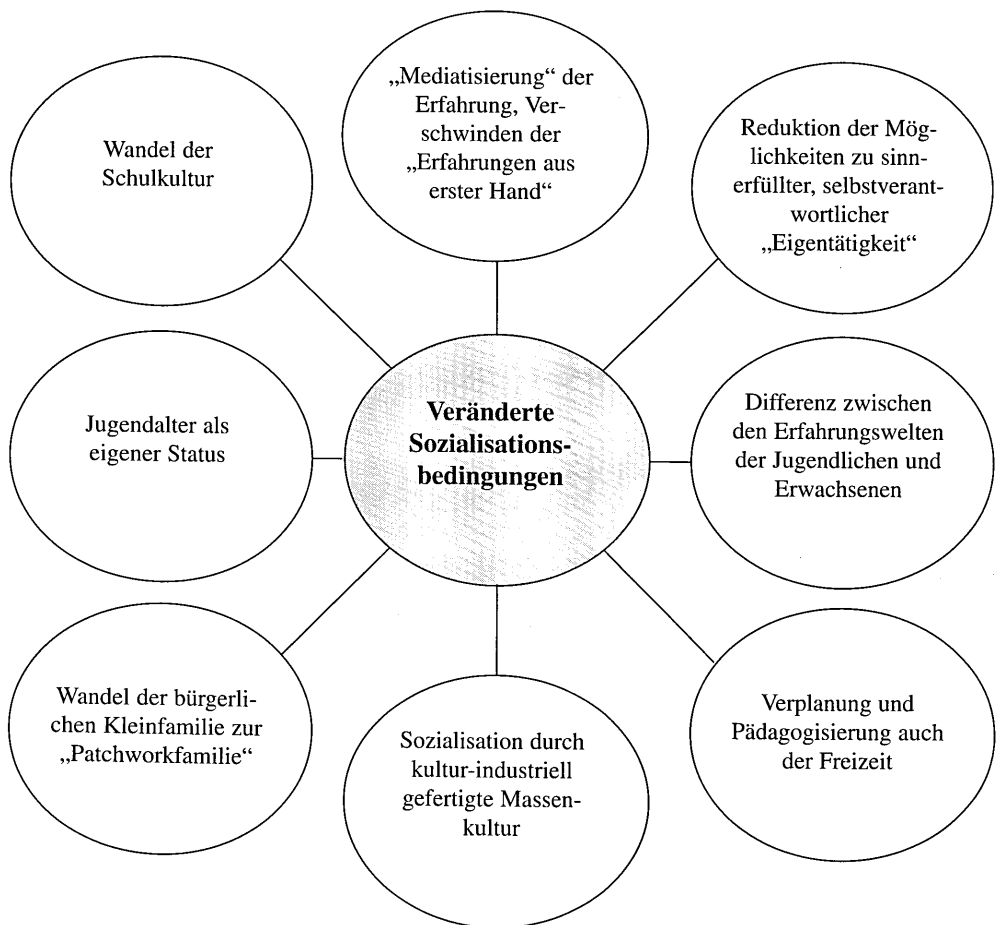 „Mediatisierung“ der
Erfahrung, Ver-
schwinden der
„Erfahrungen aus
erster Hand“
Reduktion der Mög-
lichkeiten zu sinn-
erfüllter, selbstverant-
wortlicher
„Eigentätigkeit“
Differenz zwischen
den Erfahrungswelten
der Jugendlichen und
Erwachsenen
Verplanung und
Pädagogisierung auch
der Freizeit
Sozialisation durch
kultur-industriell
gefertigte Massen-
kultur
Wandel der bürgerli-
chen Kleinfamilie zur
„Patchworkfamilie“
Jugendalter als
eigener Status
Wandel der
Schulkultur
Veränderte
Sozialisations-
bedingungen